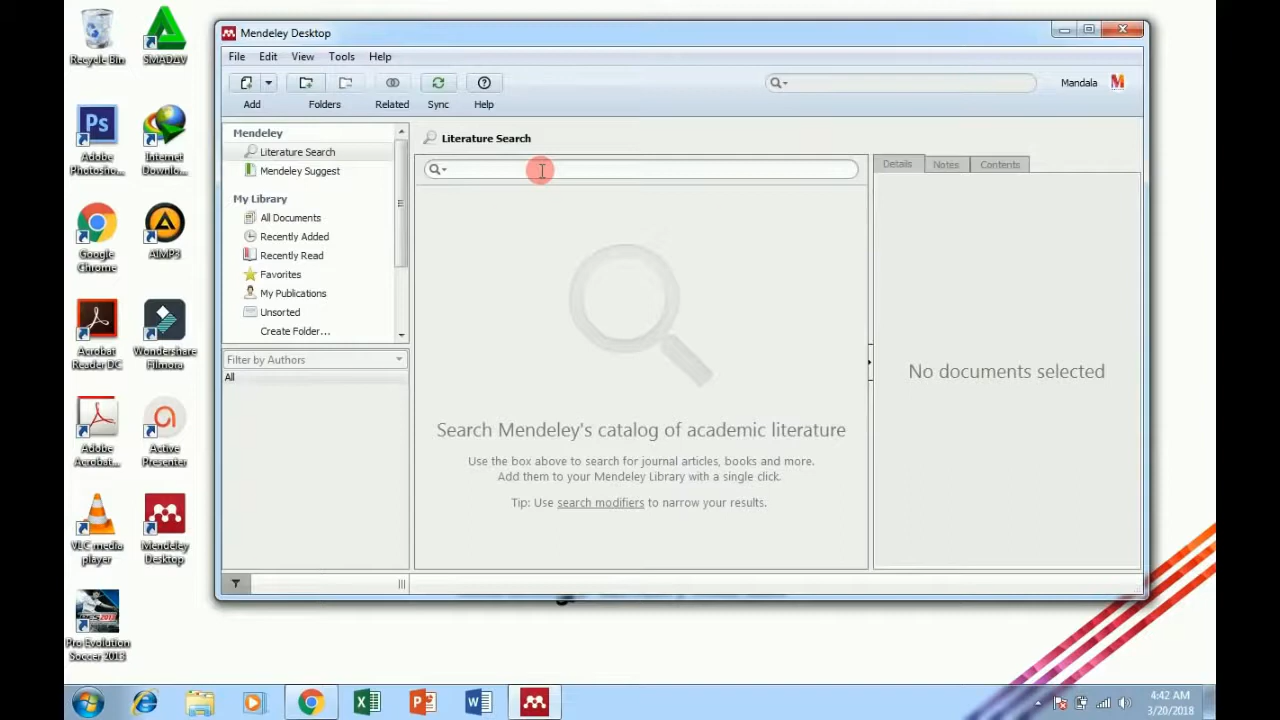 Recycle Bin
SMADΔV
Adobe
Photosho...
Internet
Downlo...
Google
Chrome
AIMP3
Acrobat
Reader DC
Wondershare
Filmora
Adobe
Acrobat...
Active
Presenter
VLC media
player
Mendeley
Desktop
Pro Evolution
Soccer 2013
Mendeley Desktop
File Edit View Tools Help
Add Folders Related Sync Help
Mandala
Mendeley
Literature Search
Mendeley Suggest
My Library
All Documents
Recently Added
Recently Read
Favorites
My Publications
Unsorted
Create Folder...
Filter by Authors
All
Literature Search
Search Mendeley's catalog of academic literature
Use the box above to search for journal articles, books and more.
Add them to your Mendeley Library with a single click.
Tip: Use search modifiers to narrow your results.
Details Notes Contents
No documents selected
4:42 AM
3/20/2018